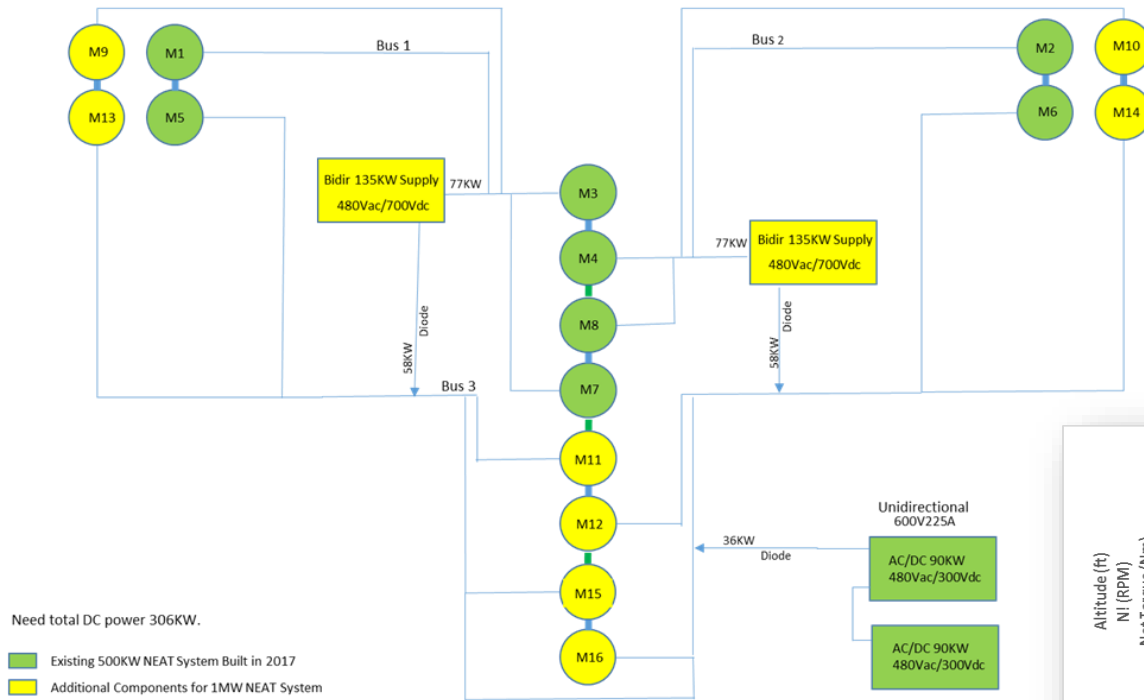 M9
M1
Bus 1
Bus 2
M2
M10
M13
M5
M6
M14
Bidir 135KW Supply
480Vac/700Vdc
77KW
M3
M4
77KW
Bidir 135KW Supply
480Vac/700Vdc
58KW
Diode
M8
58KW
Diode
Bus 3
M7
M11
M12
Unidirectional
600V225A
36KW
Diode
AC/DC 90KW
480Vac/300Vdc
M15
M16
AC/DC 90KW
480Vac/300Vdc
Need total DC power 306KW.
Existing 500KW NEAT System Built in 2017
Additional Components for 1MW NEAT System
Altitude (ft)
N! (RPM)